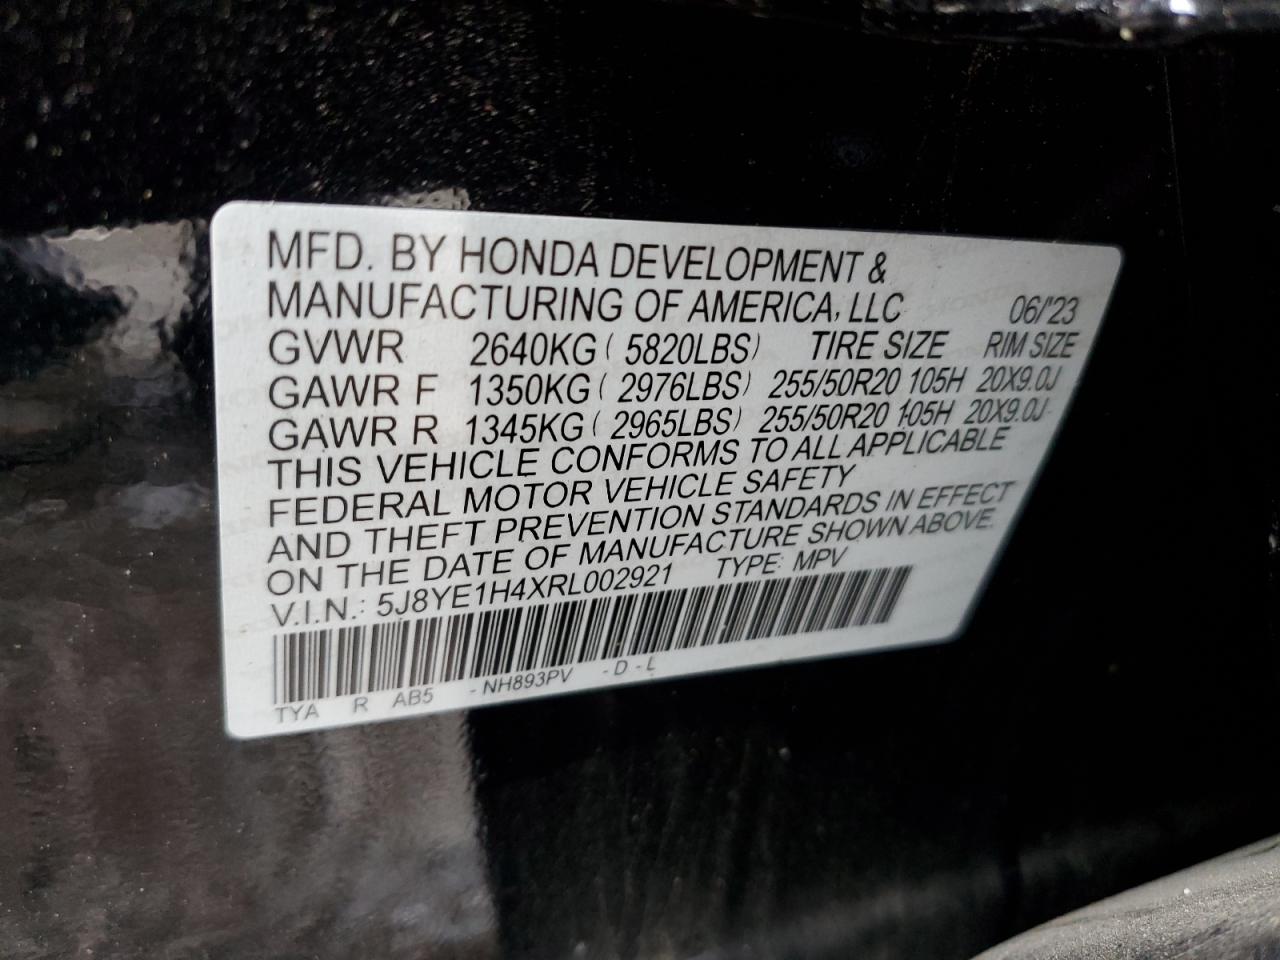 MFD. BY HONDA DEVELOPMENT &
MANUFACTURING OF AMERICA, LLC 06/'23
GVWR 2640KG ( 5820LBS) TIRE SIZE RIM SIZE
GAWR F 1350KG ( 2976LBS) 255/50R20 105H 20X9.0J
GAWR R 1345KG ( 2965LBS) 255/50R20 105H 20X9.0J
THIS VEHICLE CONFORMS TO ALL APPLICABLE
FEDERAL MOTOR VEHICLE SAFETY
AND THEFT PREVENTION STANDARDS IN EFFECT
ON THE DATE OF MANUFACTURE SHOWN ABOVE.
V.I.N.: 5J8YE1H4XRL002921 TYPE: MPV
TYA R AB5 - NH893PV - D - L